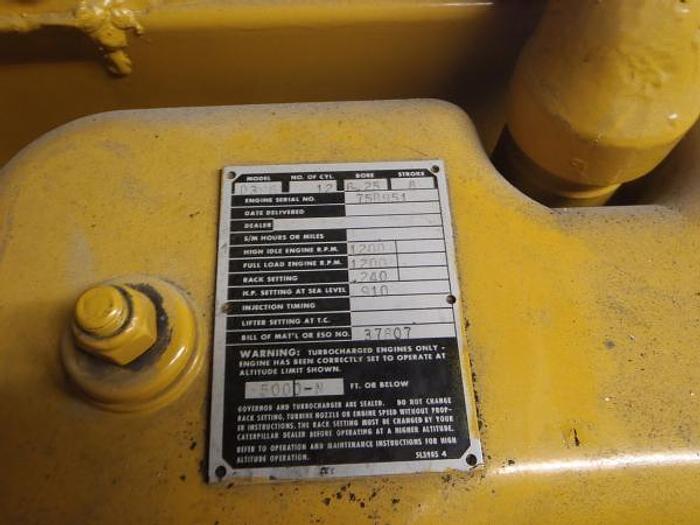 MODEL NO. OF CYL. BORE STROKE
12 6.25 8
ENGINE SERIAL NO.
DATE DELIVERED
DEALER
S/M HOURS OR MILES
HIGH IDLE ENGINE R.P.M. 1200
FULL LOAD ENGINE R.P.M. 1200
RACK SETTING .240
H.P. SETTING AT SEA LEVEL 910
INJECTION TIMING
LIFTER SETTING AT T.C.
BILL OF MAT'L OR ESO NO. 37807
WARNING: TURBOCHARGED ENGINES ONLY -
ENGINE HAS BEEN CORRECTLY SET TO OPERATE AT
ALTITUDE LIMIT SHOWN.
5000-N FT. OR BELOW
GOVERNOR AND TURBOCHARGER ARE SEALED. DO NOT CHANGE
RACK SETTING, TURBINE NOZZLE OR ENGINE SPEED WITHOUT PROP-
ER INSTRUCTIONS. THE RACK SETTING MUST BE CHANGED BY YOUR
CATERPILLAR DEALER BEFORE OPERATING AT A HIGHER ALTITUDE.
REFER TO OPERATION AND MAINTENANCE INSTRUCTIONS FOR HIGH
ALTITUDE OPERATION. 5L5985 4